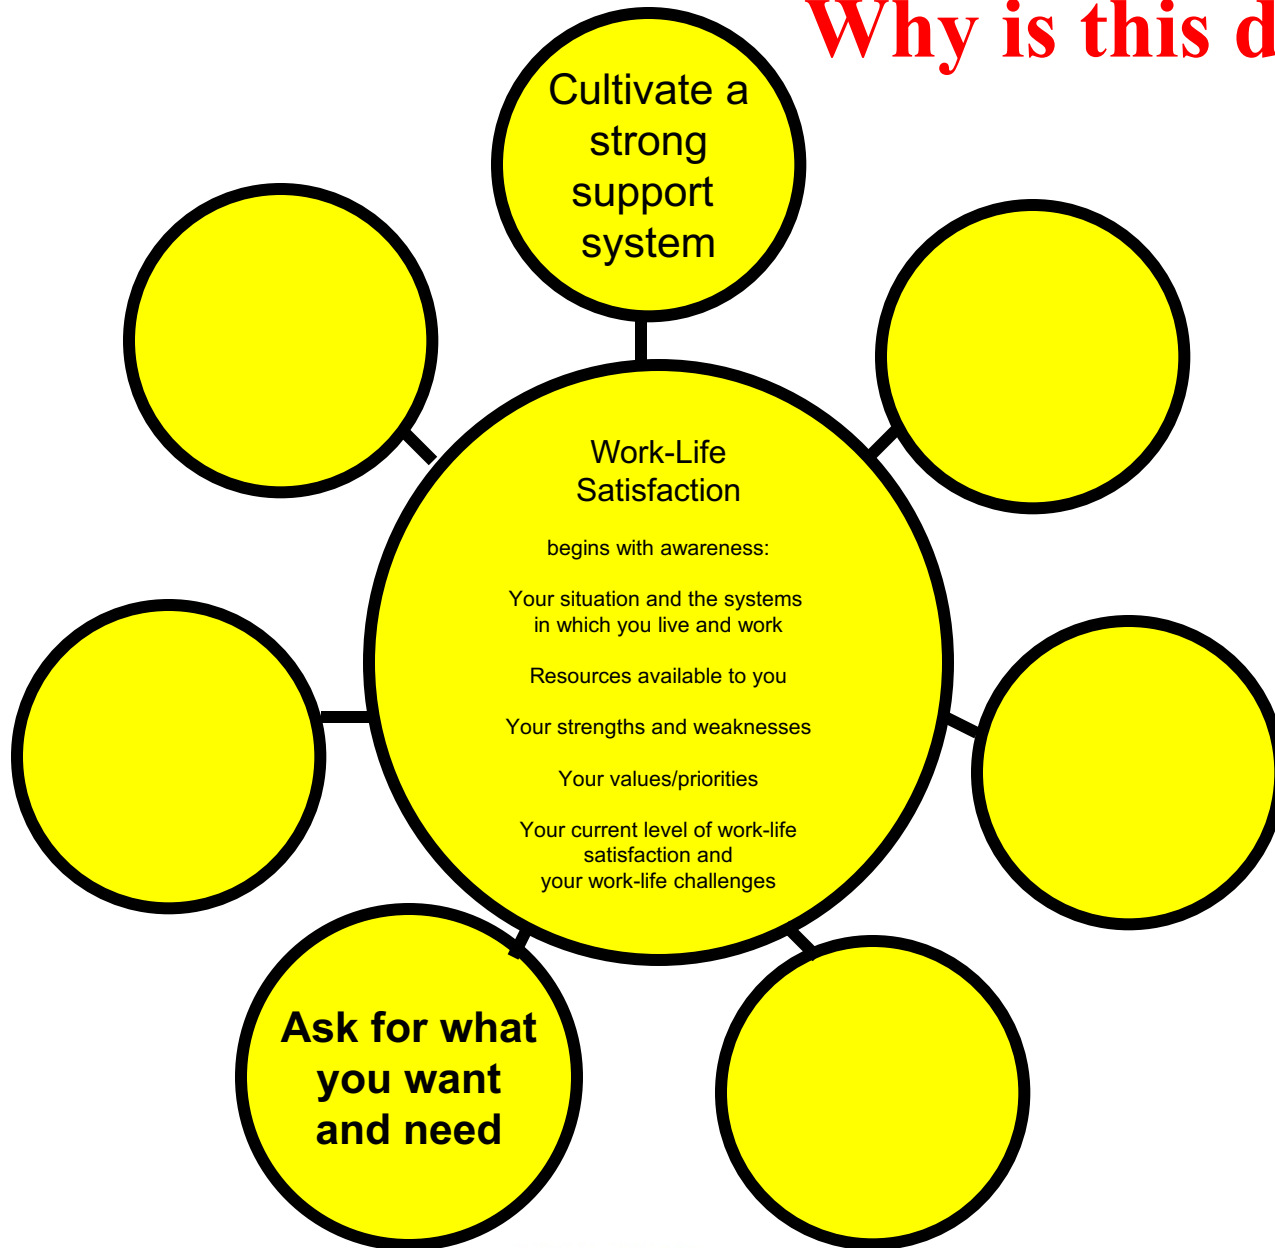 Why is this d
Cultivate a
strong
support
system
Work-Life
Satisfaction
begins with awareness:
Your situation and the systems
in which you live and work
Resources available to you
Your strengths and weaknesses
Your values/priorities
Your current level of work-life
satisfaction and
your work-life challenges
Ask for what
you want
and need